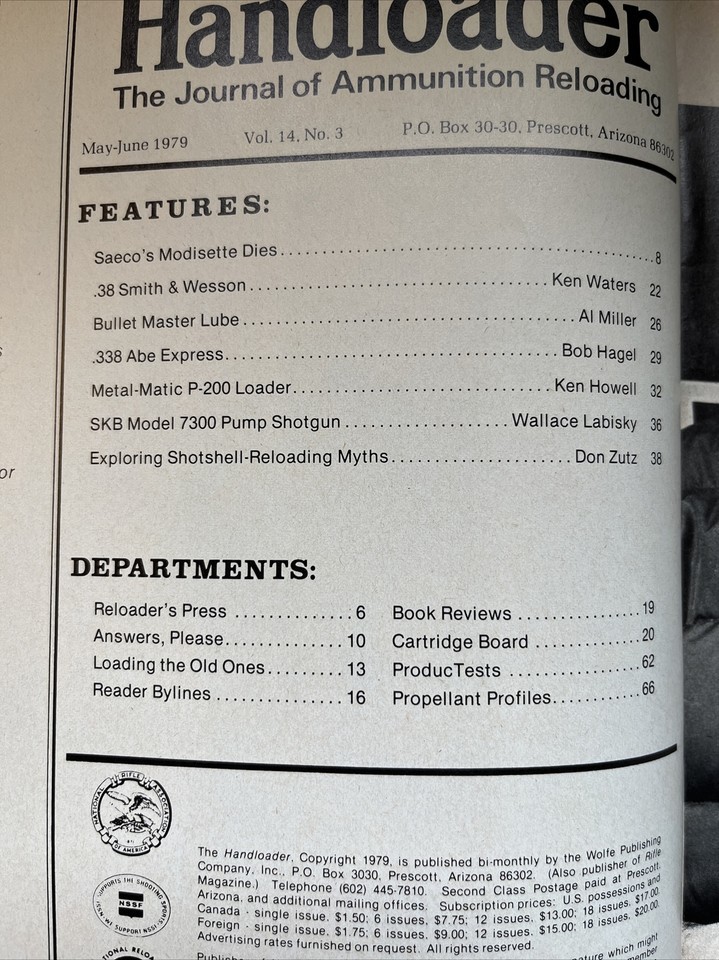 Handloader
The Journal of Ammunition Reloading
May-June 1979 Vol. 14, No. 3 P.O. Box 30-30, Prescott, Arizona 86302
FEATURES:
Saeco's Modisette Dies 8
.38 Smith & Wesson Ken Waters 22
Bullet Master Lube Al Miller 26
.338 Abe Express Bob Hagel 29
Metal-Matic P-200 Loader Ken Howell 32
SKB Model 7300 Pump Shotgun Wallace Labisky 36
Exploring Shotshell-Reloading Myths Don Zutz 38
or
DEPARTMENTS:
Reloader's Press 6 Book Reviews 19
Answers, Please 10 Cartridge Board 20
Loading the Old Ones 13 ProducTests 62
Reader Bylines 16 Propellant Profiles 66
NATIONAL RIFLE ASSOCIATION
OF AMERICA
The Handloader, Copyright 1979, is published bi-monthly by the Wolfe Publishing
Company, Inc., P.O. Box 3030, Prescott, Arizona 86302. (Also publisher of Rifle
Magazine.) Telephone (602) 445-7810. Second Class Postage paid at Prescott,
Arizona, and additional mailing offices. Subscription prices: U.S. possessions and
Canada - single issue, $1.50; 6 issues, $7.75; 12 issues, $13.00; 18 issues, $17.00.
Foreign - single issue, $1.75; 6 issues, $9.00; 12 issues, $15.00; 18 issues, $20.00.
Advertising rates furnished on request. All rights reserved.
NSSF
which might
member